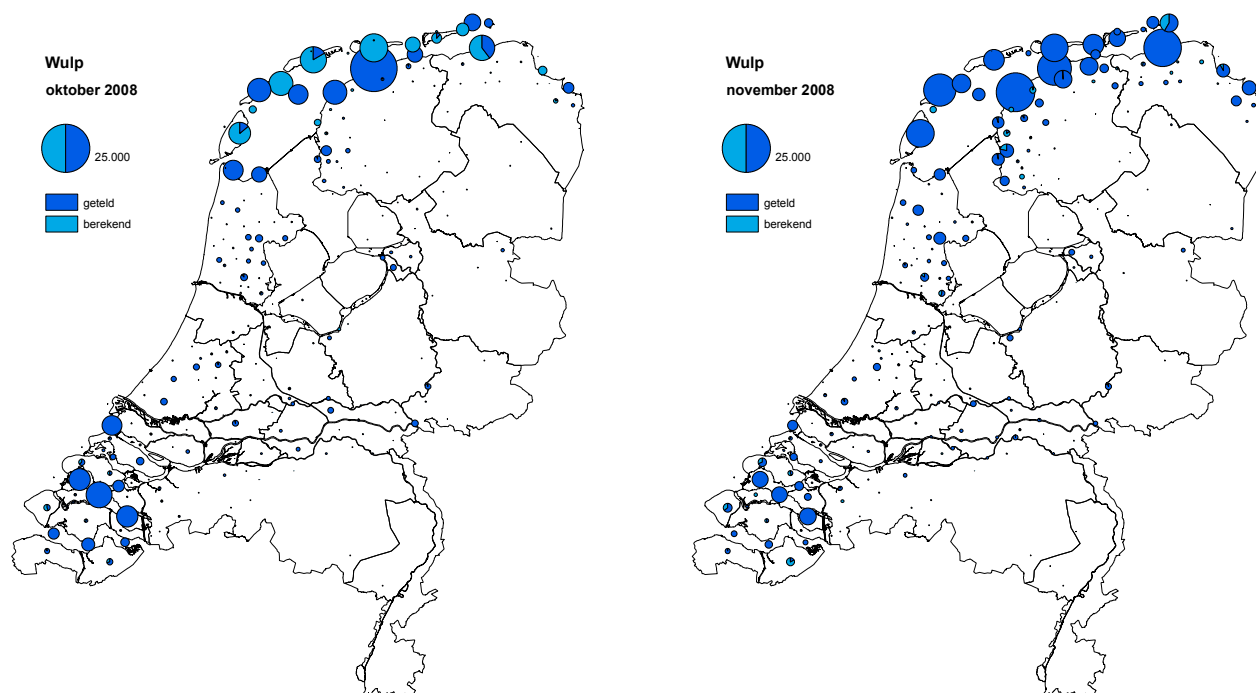 Wulp
oktober 2008
25.000
geteld
berekend
Wulp
november 2008
25.000
geteld
berekend